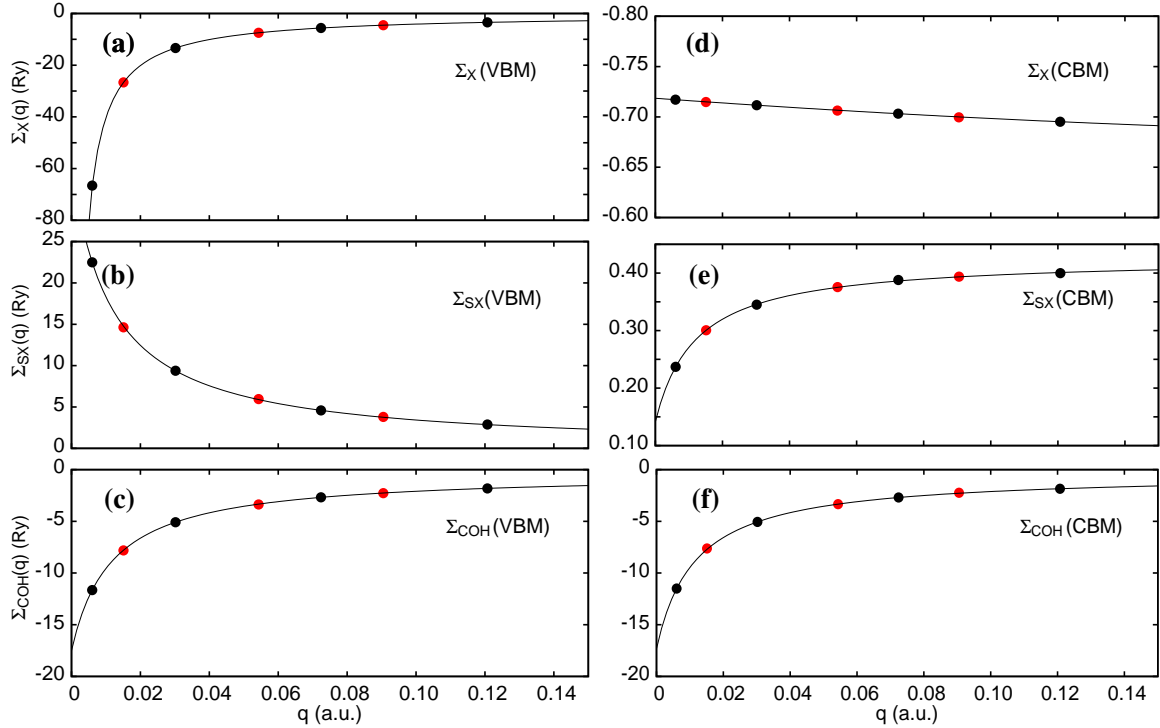 (a)
Σ_X(VBM)
Σ_X(q) (Ry)
0
-20
-40
-60
-80
(b)
Σ_SX(VBM)
Σ_SX(q) (Ry)
25
20
15
10
5
0
(c)
Σ_COH(VBM)
Σ_COH(q) (Ry)
0
-5
-10
-15
-20
0 0.02 0.04 0.06 0.08 0.10 0.12 0.14
q (a.u.)
(d)
Σ_X(CBM)
-0.80
-0.75
-0.70
-0.65
-0.60
(e)
Σ_SX(CBM)
0.40
0.30
0.20
0.10
(f)
Σ_COH(CBM)
0
-5
-10
-15
-20
0 0.02 0.04 0.06 0.08 0.10 0.12 0.14
q (a.u.)